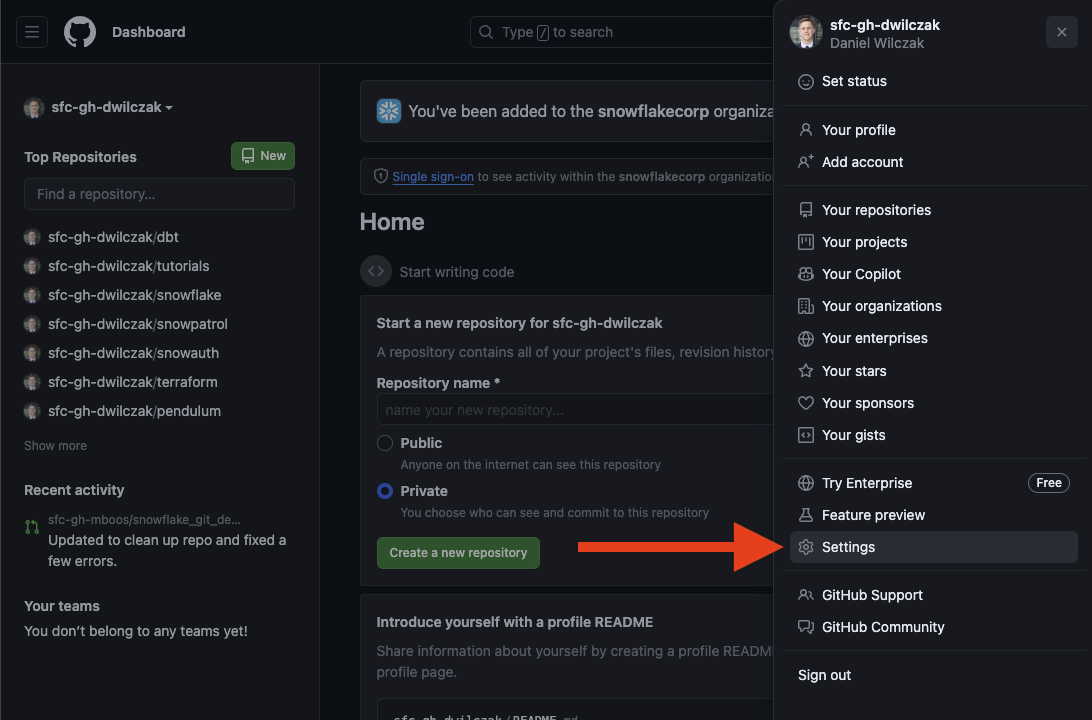 Dashboard
Type / to search
sfc-gh-dwilczak
Top Repositories
New
Find a repository...
sfc-gh-dwilczak/dbt
sfc-gh-dwilczak/tutorials
sfc-gh-dwilczak/snowflake
sfc-gh-dwilczak/snowpatrol
sfc-gh-dwilczak/snowauth
sfc-gh-dwilczak/terraform
sfc-gh-dwilczak/pendulum
Show more
Recent activity
sfc-gh-mboos/snowflake_git_de...
Updated to clean up repo and fixed a
few errors.
Your teams
You don't belong to any teams yet!
You've been added to the snowflakecorp organiza
Single sign-on to see activity within the snowflakecorp organization
Home
Start writing code
Start a new repository for sfc-gh-dwilczak
A repository contains all of your project's files, revision history
Repository name *
name your new repository...
Public
Anyone on the internet can see this repository
Private
You choose who can see and commit to this repository
Create a new repository
Introduce yourself with a profile README
Share information about yourself by creating a profile README
profile page.
sfc-gh-dwilczak/README.md
sfc-gh-dwilczak
Daniel Wilczak
Set status
Your profile
Add account
Your repositories
Your projects
Your Copilot
Your organizations
Your enterprises
Your stars
Your sponsors
Your gists
Try Enterprise
Free
Feature preview
Settings
GitHub Support
GitHub Community
Sign out